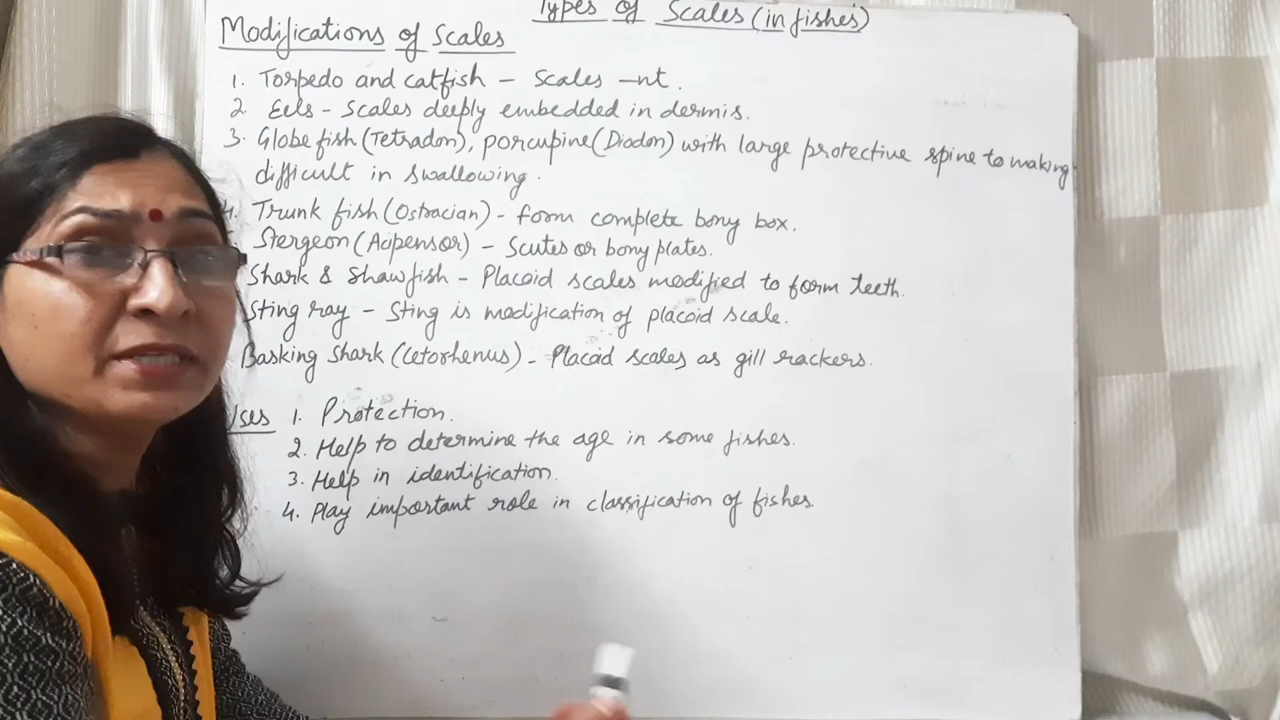 Types of Scales (in fishes)
Modifications of Scales
1. Torpedo and catfish - Scales -nt.
2. Eels - Scales deeply embedded in dermis.
3. Globe fish (Tetradon), porcupine (Diodon) with large protective spine to making
difficult in swallowing.
4. Trunk fish (Ostracian) - form complete bony box.
Stergeon (Acipensor) - Scutes or bony plates.
Shark & Shawfish - Placoid scales modified to form teeth.
Sting ray - Sting is modification of placoid scale.
Basking Shark (Cetorhenus) - Placoid scales as gill rackers.
Uses 1. Protection.
2. Help to determine the age in some fishes.
3. Help in identification.
4. Play important role in classification of fishes.